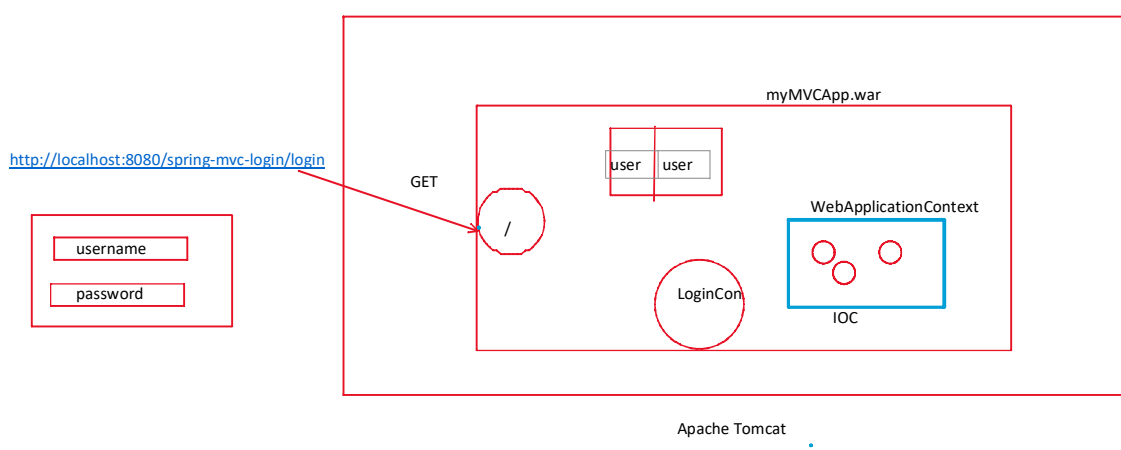 myMVCApp.war
http://localhost:8080/spring-mvc-login/login
user user
GET
WebApplicationContext
/
username
password
LoginCon
IOC
Apache Tomcat